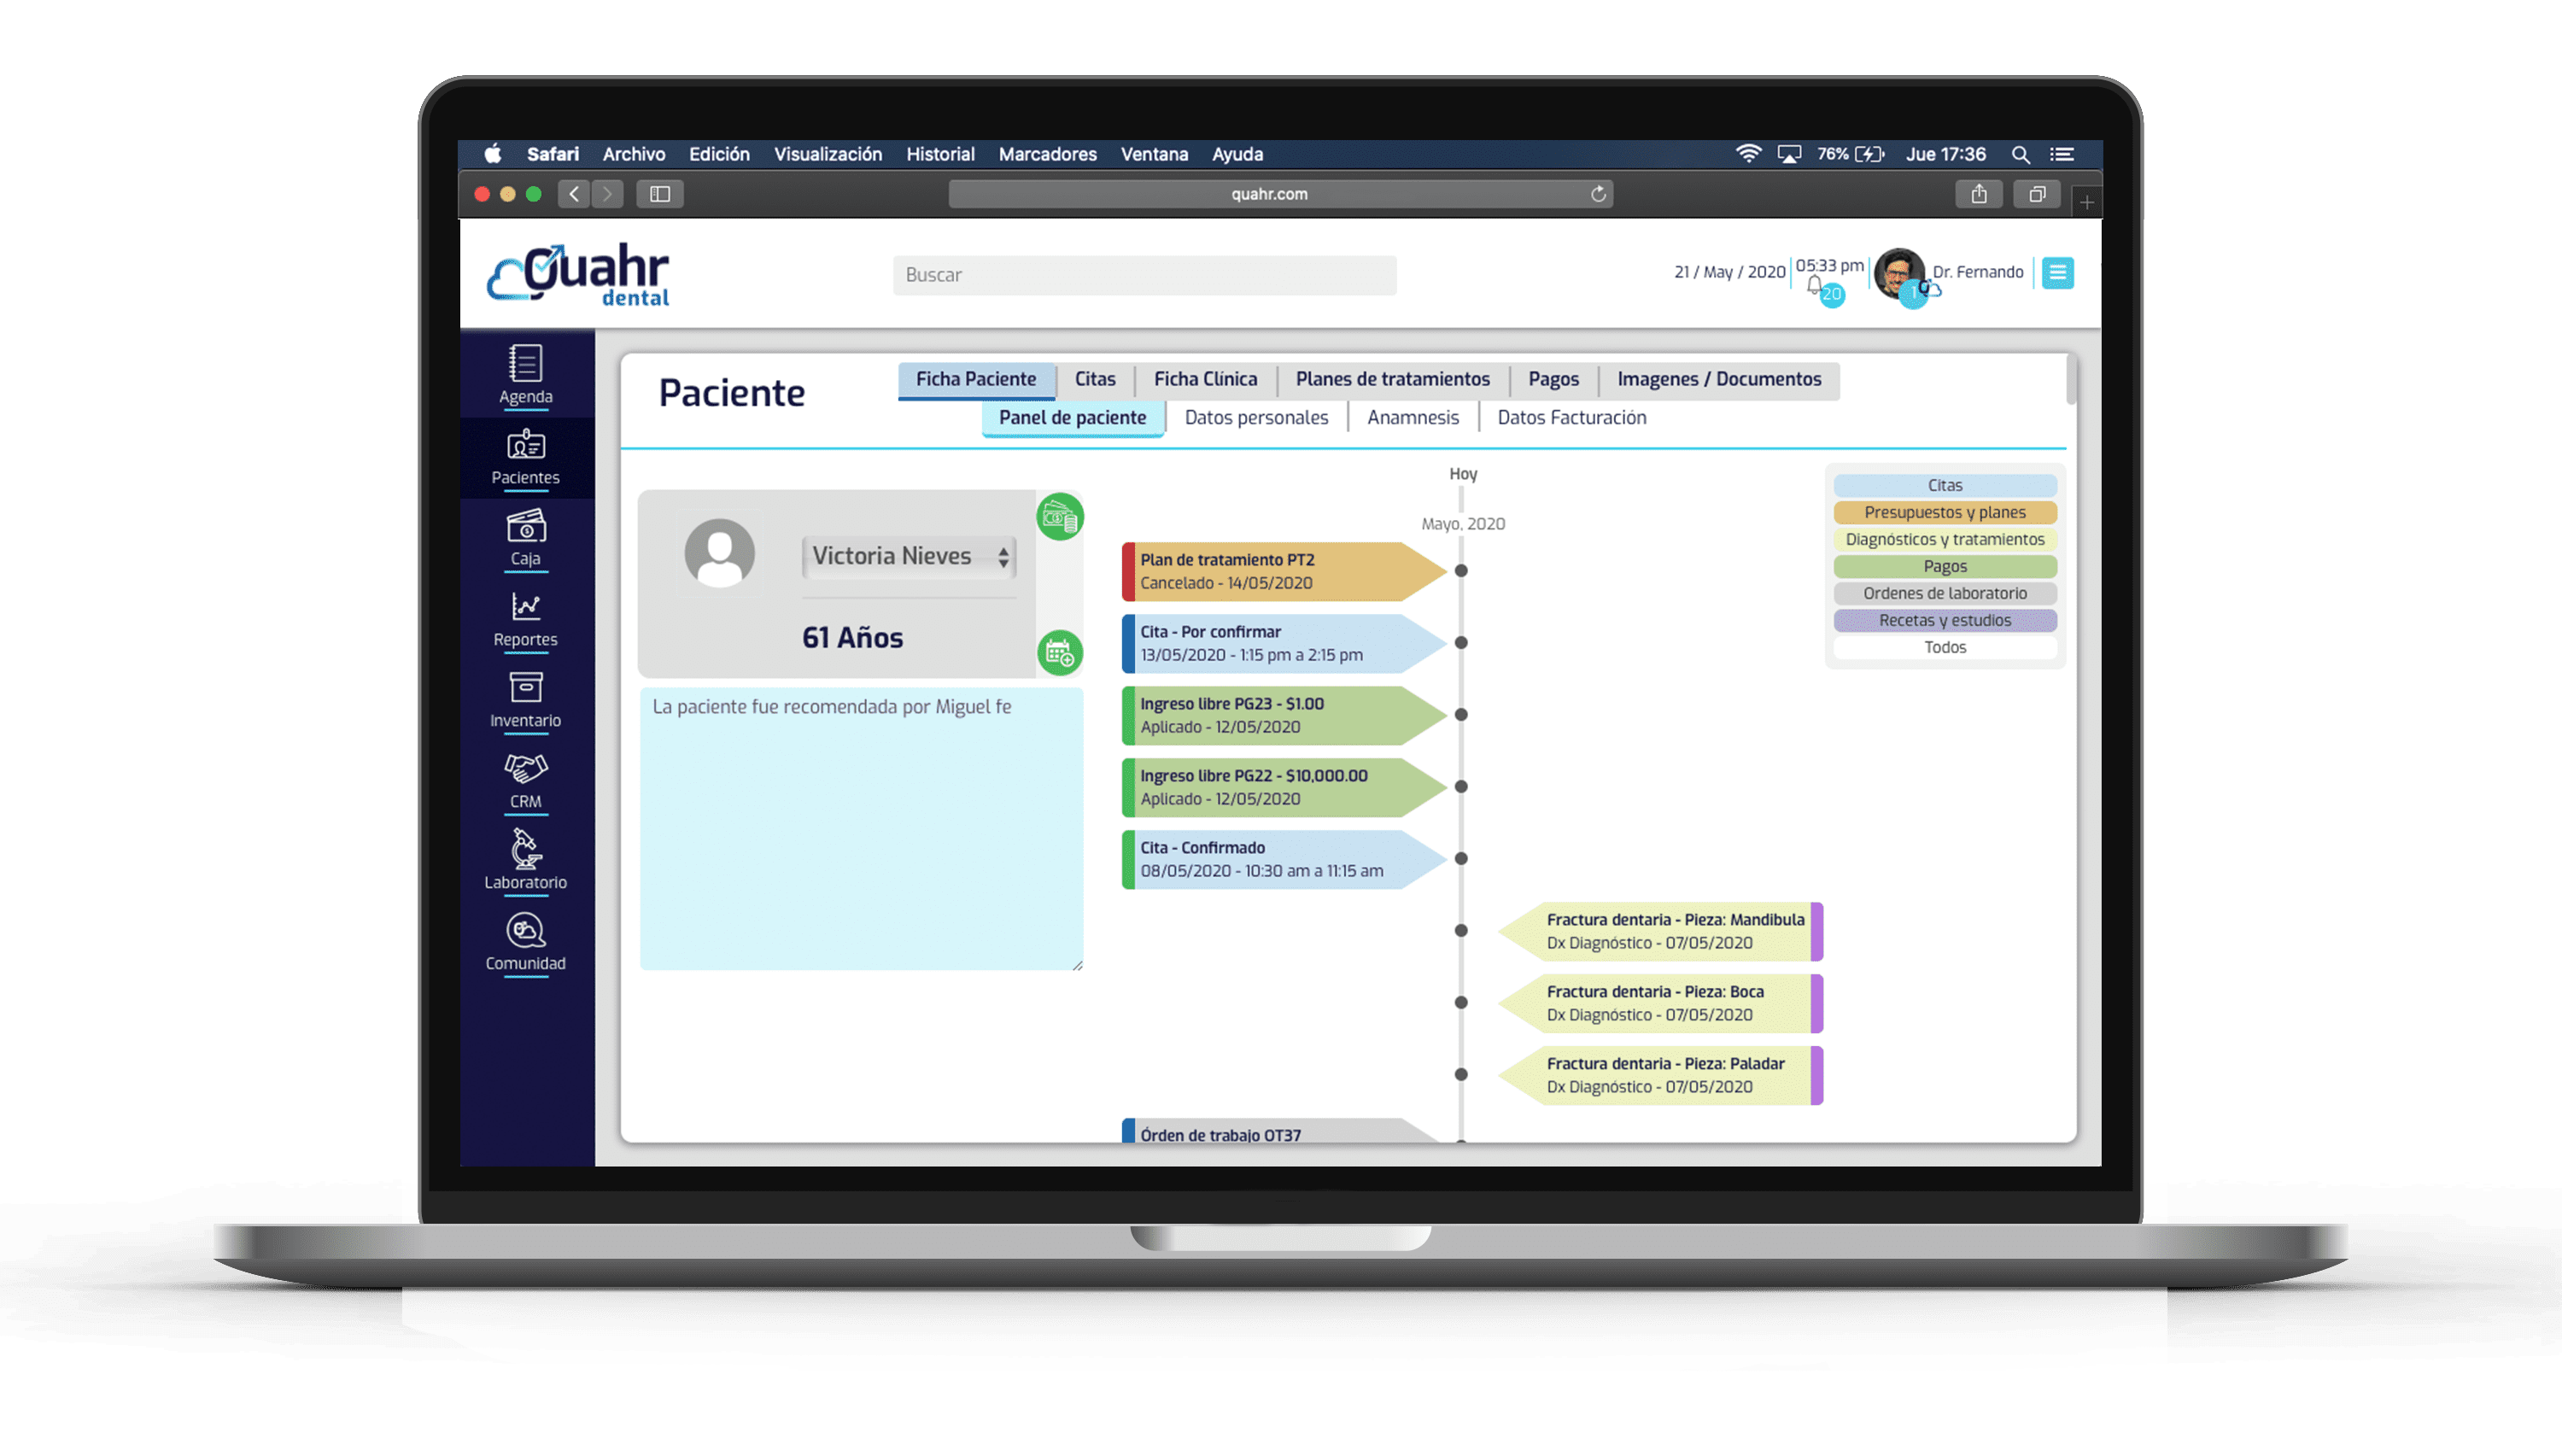 Safari Archivo Edición Visualización Historial Marcadores Ventana Ayuda 76% Jue 17:36
quahr.com
Quahr
dental
Buscar
21 / May / 2020 05:33 pm Dr. Fernando
20 1
Agenda
Pacientes
Caja
Reportes
Inventario
CRM
Laboratorio
Comunidad
Paciente
Ficha Paciente Citas Ficha Clínica Planes de tratamientos Pagos Imagenes / Documentos
Panel de paciente Datos personales Anamnesis Datos Facturación
Victoria Nieves
61 Años
La paciente fue recomendada por Miguel fe
Hoy
Mayo, 2020
Plan de tratamiento PT2
Cancelado - 14/05/2020
Cita - Por confirmar
13/05/2020 - 1:15 pm a 2:15 pm
Ingreso libre PG23 - $1.00
Aplicado - 12/05/2020
Ingreso libre PG22 - $10,000.00
Aplicado - 12/05/2020
Cita - Confirmado
08/05/2020 - 10:30 am a 11:15 am
Fractura dentaria - Pieza: Mandibula
Dx Diagnóstico - 07/05/2020
Fractura dentaria - Pieza: Boca
Dx Diagnóstico - 07/05/2020
Fractura dentaria - Pieza: Paladar
Dx Diagnóstico - 07/05/2020
Órden de trabajo OT37
Citas
Presupuestos y planes
Diagnósticos y tratamientos
Pagos
Ordenes de laboratorio
Recetas y estudios
Todos